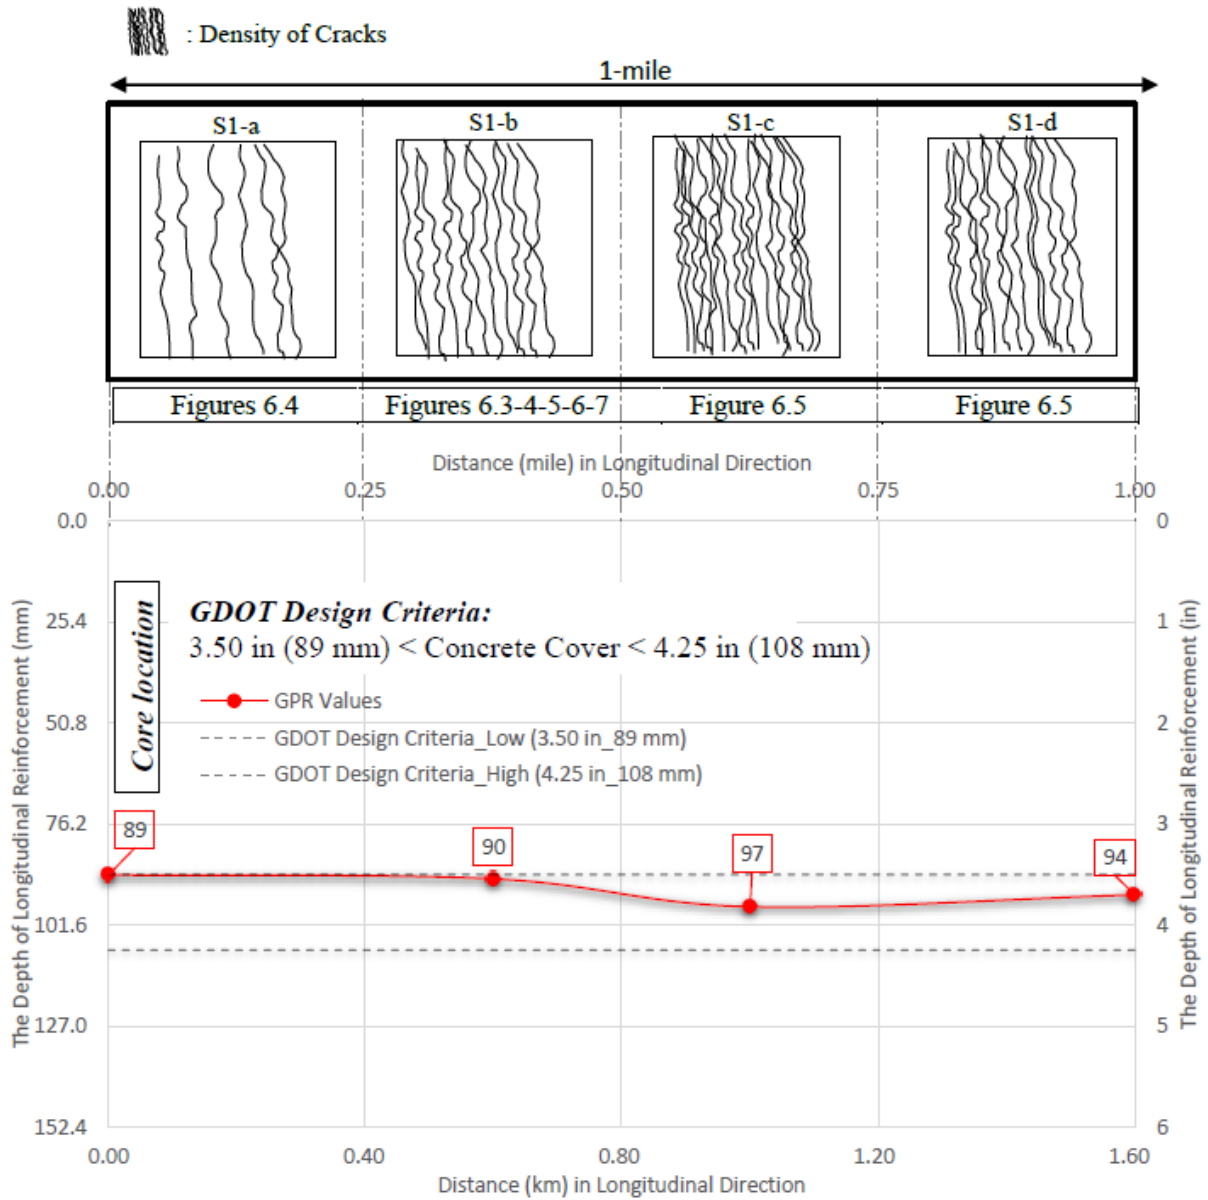 : Density of Cracks
1-mile
S1-a S1-b S1-c S1-d
Figures 6.4 Figures 6.3-4-5-6-7 Figure 6.5 Figure 6.5
Distance (mile) in Longitudinal Direction
0.00 0.25 0.50 0.75 1.00
0.0 0
25.4 1
50.8 2
76.2 3
101.6 4
127.0 5
152.4 6
The Depth of Longitudinal Reinforcement (mm)
The Depth of Longitudinal Reinforcement (in)
Core location
GDOT Design Criteria:
3.50 in (89 mm) < Concrete Cover < 4.25 in (108 mm)
GPR Values
GDOT Design Criteria_Low (3.50 in_89 mm)
GDOT Design Criteria_High (4.25 in_108 mm)
89 90 97 94
0.00 0.40 0.80 1.20 1.60
Distance (km) in Longitudinal Direction